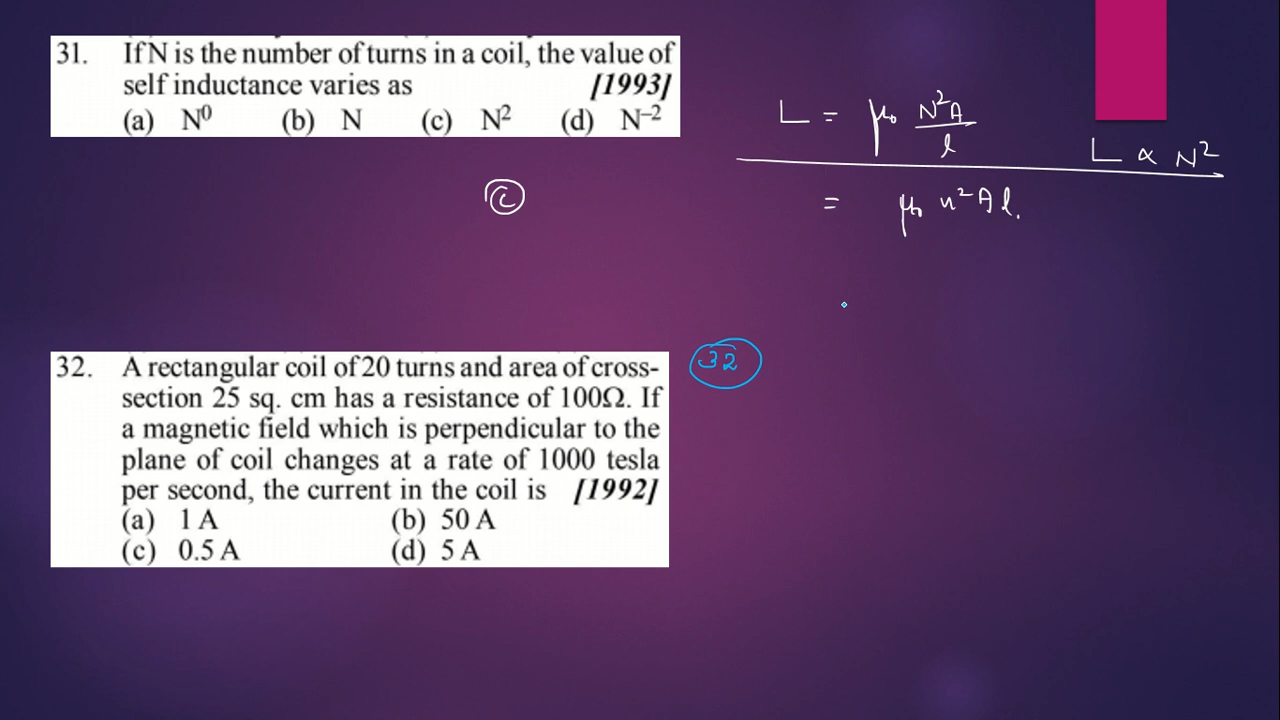 31. If N is the number of turns in a coil, the value of
self inductance varies as [1993]
(a) N⁰ (b) N (c) N² (d) N⁻²
L = μ₀ N²A / l
L ∝ N²
= μ₀ n² A l.
c
32. A rectangular coil of 20 turns and area of cross-
section 25 sq. cm has a resistance of 100Ω. If
a magnetic field which is perpendicular to the
plane of coil changes at a rate of 1000 tesla
per second, the current in the coil is [1992]
(a) 1 A (b) 50 A
(c) 0.5 A (d) 5 A
32